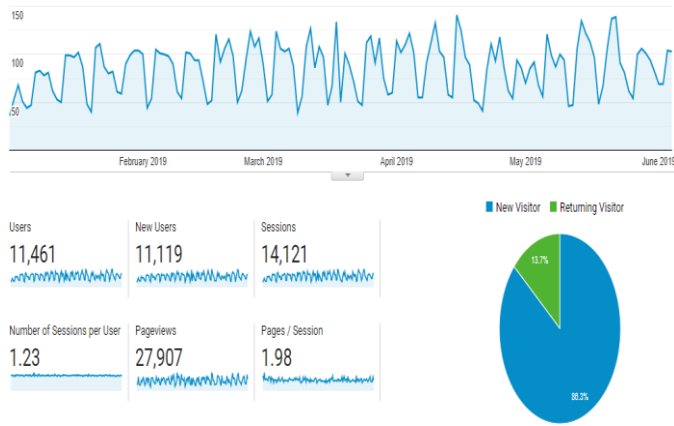 150
100
50
February 2019 March 2019 April 2019 May 2019 June 2019
New Visitor Returning Visitor
Users New Users Sessions
11,461 11,119 14,121
13.7%
Number of Sessions per User Pageviews Pages / Session
1.23 27,907 1.98
86.3%